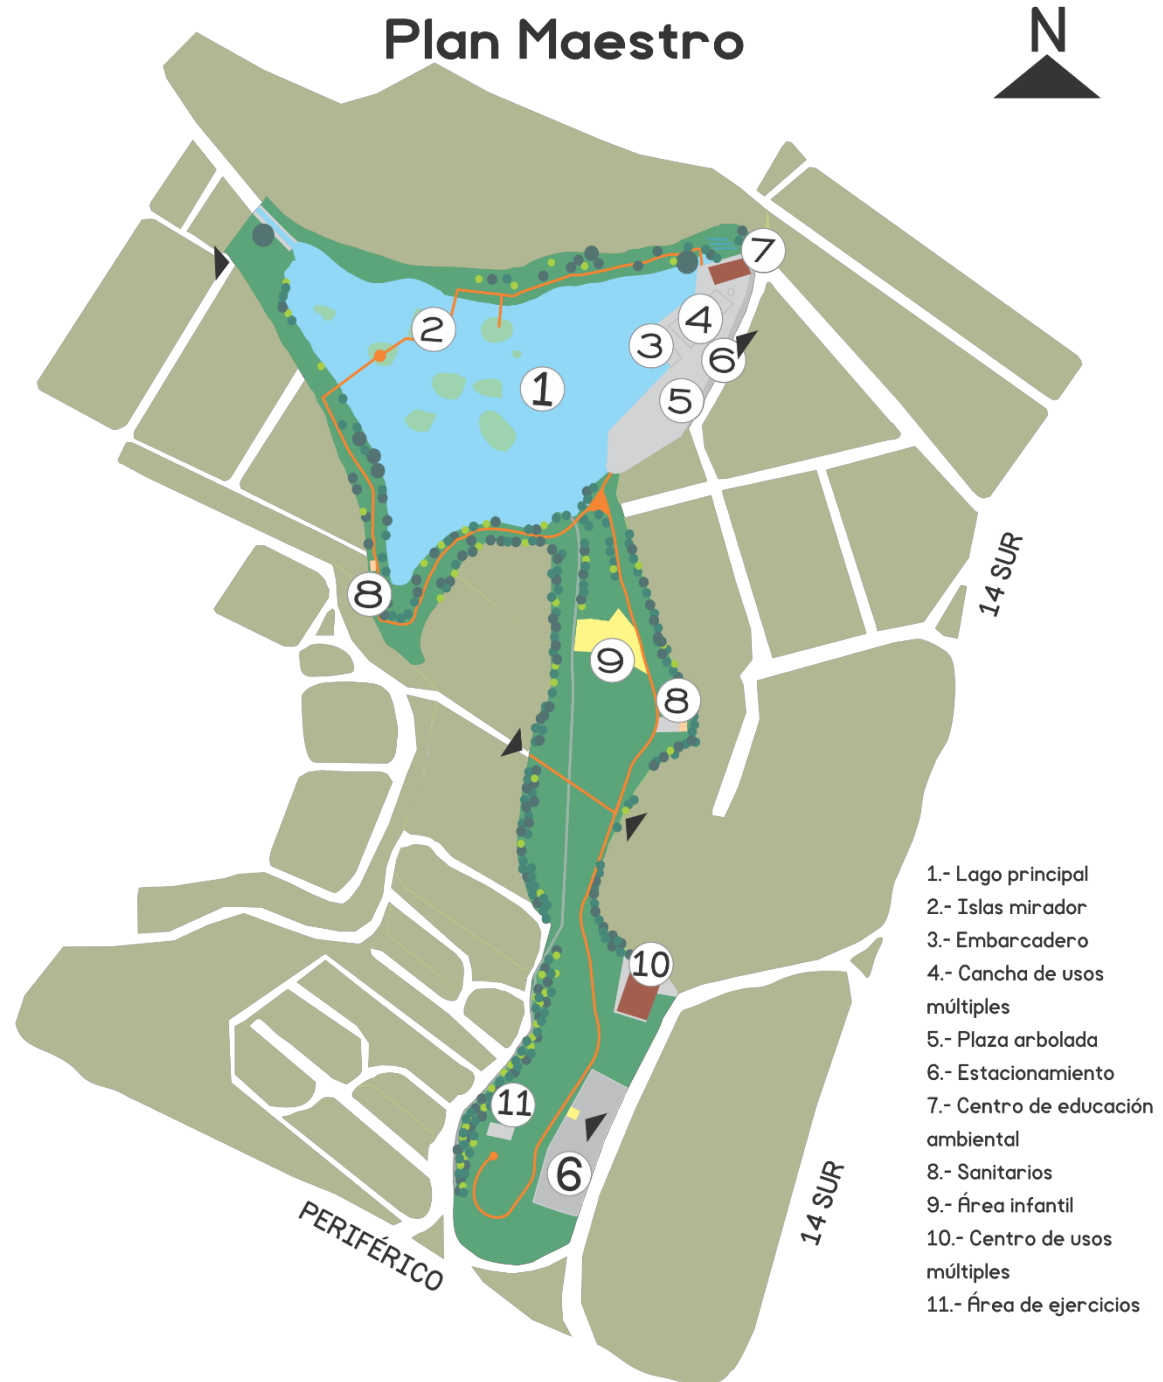 Plan Maestro
N
7
4
2
3
6
1
5
14 SUR
8
9
8
1.- Lago principal
2.- Islas mirador
3.- Embarcadero
4.- Cancha de usos
múltiples
5.- Plaza arbolada
6.- Estacionamiento
7.- Centro de educación
ambiental
8.- Sanitarios
9.- Área infantil
10.- Centro de usos
múltiples
11.- Área de ejercicios
10
11
6
14 SUR
PERIFÉRICO